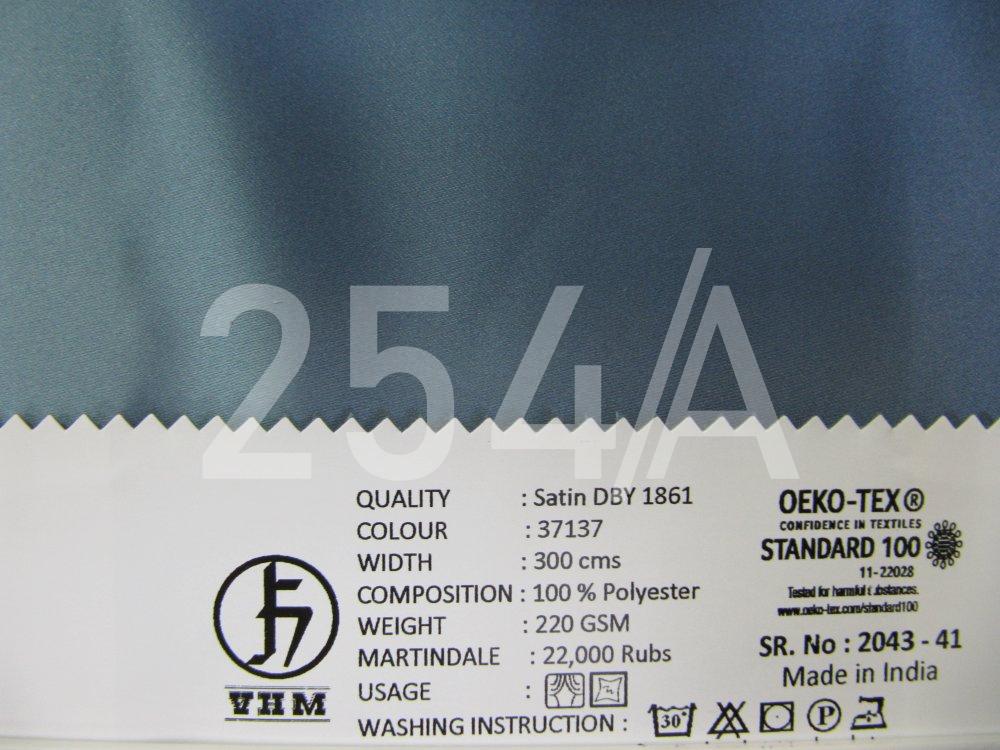 254/A
QUALITY : Satin DBY 1861
COLOUR : 37137
WIDTH : 300 cms
COMPOSITION : 100 % Polyester
WEIGHT : 220 GSM
MARTINDALE : 22,000 Rubs
USAGE :
WASHING INSTRUCTION : 30° P
VHM
OEKO-TEX®
CONFIDENCE IN TEXTILES
STANDARD 100
11-22028
Tested for harmful substances.
www.oeko-tex.com/standard100
SR. No : 2043 - 41
Made in India